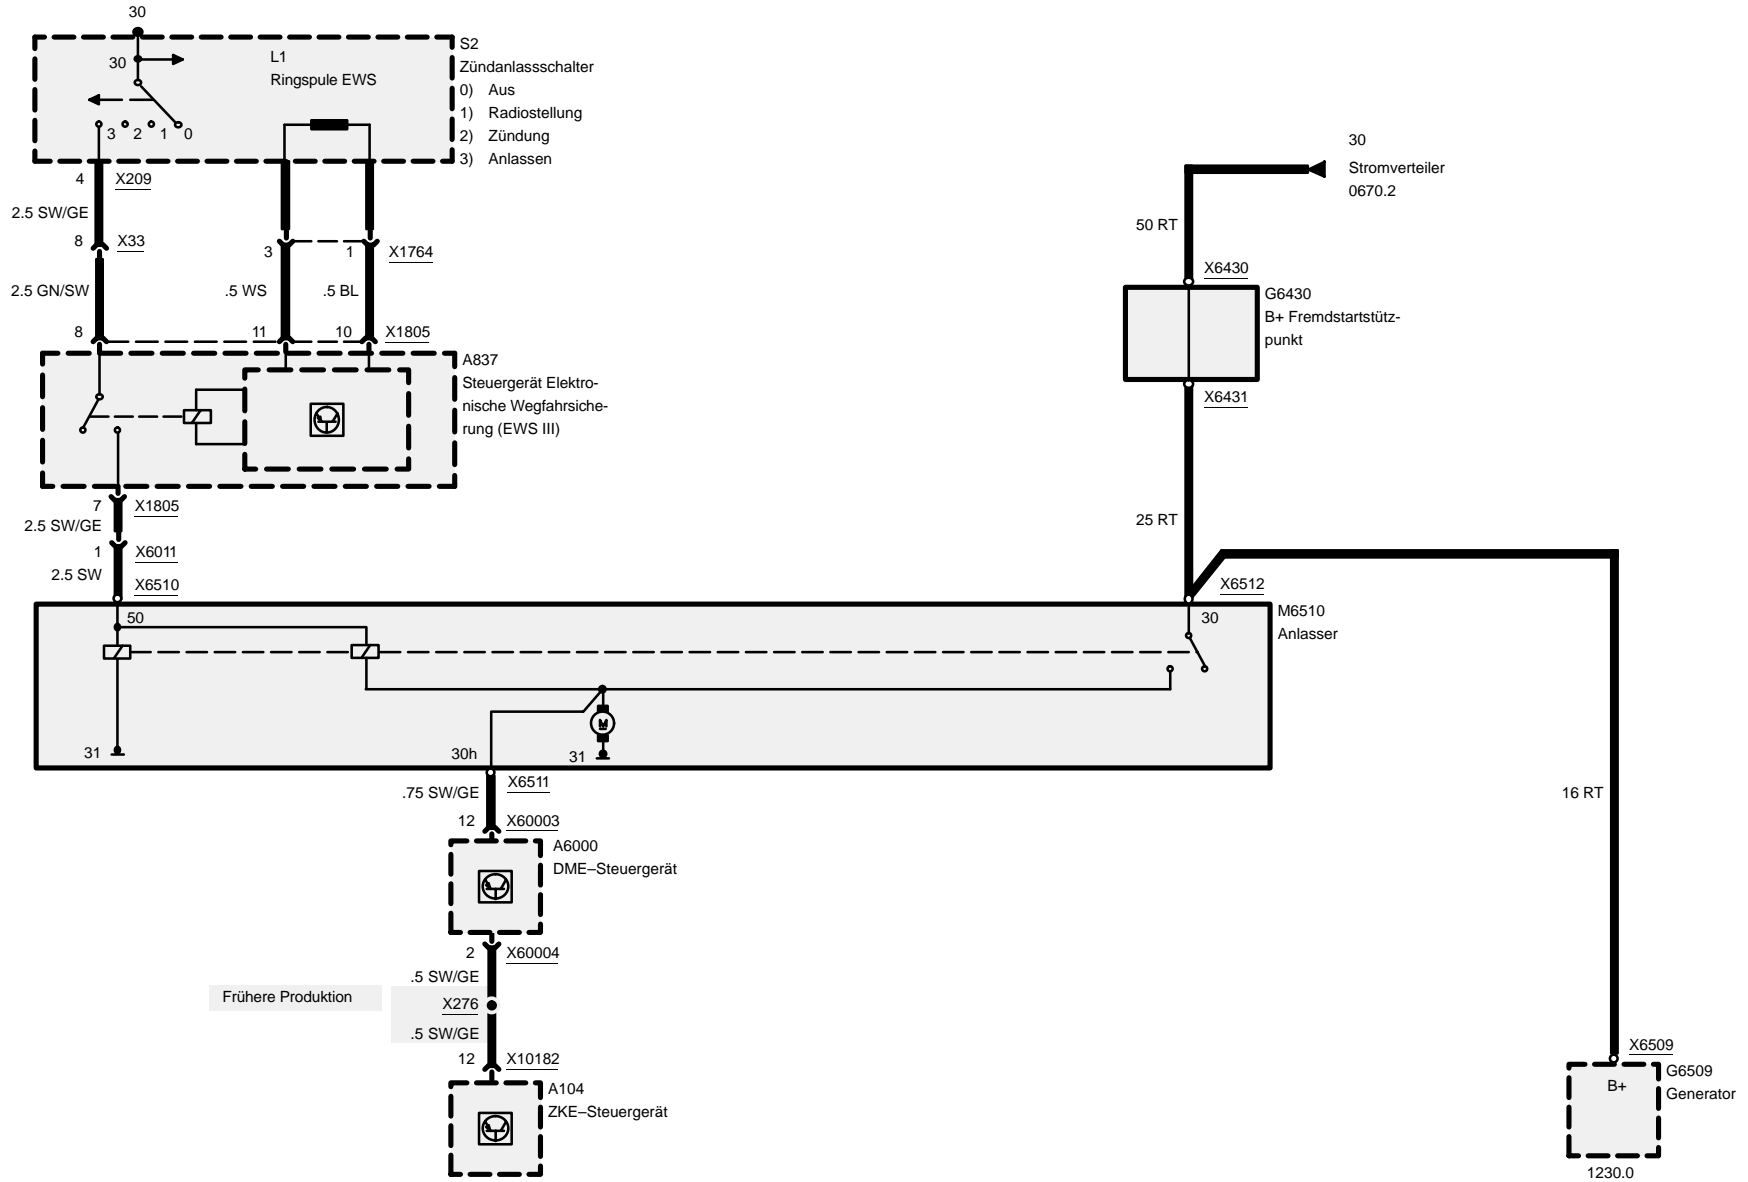 30
30
L1
Ringspule EWS
3 2 1 0
S2
Zündanlassschalter
0) Aus
1) Radiostellung
2) Zündung
3) Anlassen
4 X209
2.5 SW/GE
8 X33
3 1 X1764
2.5 GN/SW .5 WS .5 BL
8 11 10 X1805
A837
Steuergerät Elektro-
nische Wegfahrsiche-
rung (EWS III)
7 X1805
2.5 SW/GE
1 X6011
2.5 SW
X6510
30
Stromverteiler
0670.2
50 RT
X6430
G6430
B+ Fremdstartstütz-
punkt
X6431
25 RT
X6512
50
30
M6510
Anlasser
M
31
30h
31
X6511
.75 SW/GE
12 X60003
A6000
DME–Steuergerät
2 X60004
.5 SW/GE
Frühere Produktion
X276
.5 SW/GE
12 X10182
A104
ZKE–Steuergerät
16 RT
X6509
G6509
Generator
B+
1230.0